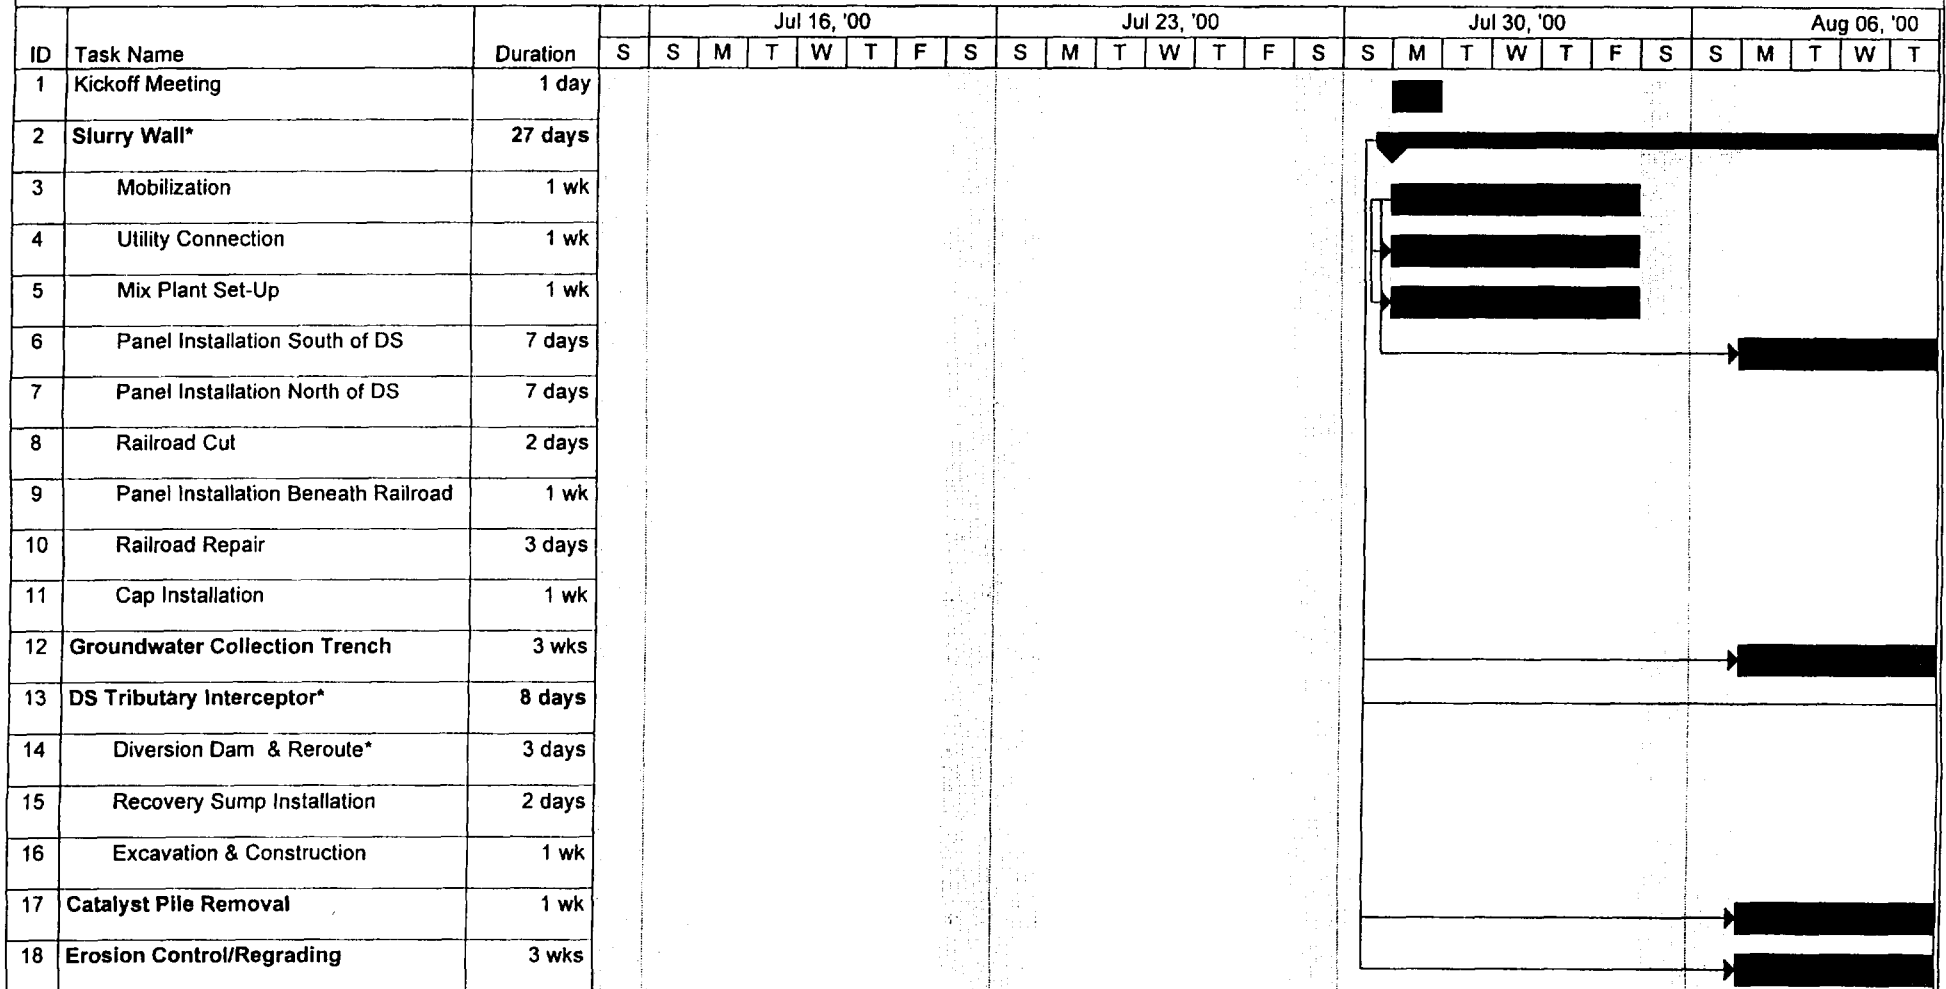 Jul 16, '00 Jul 23, '00 Jul 30, '00 Aug 06, '00
ID Task Name Duration S S M T W T F S S M T W T F S S M T W T F S S M T W T
1 Kickoff Meeting 1 day
2 Slurry Wall* 27 days
3 Mobilization 1 wk
4 Utility Connection 1 wk
5 Mix Plant Set-Up 1 wk
6 Panel Installation South of DS 7 days
7 Panel Installation North of DS 7 days
8 Railroad Cut 2 days
9 Panel Installation Beneath Railroad 1 wk
10 Railroad Repair 3 days
11 Cap Installation 1 wk
12 Groundwater Collection Trench 3 wks
13 DS Tributary Interceptor* 8 days
14 Diversion Dam & Reroute* 3 days
15 Recovery Sump Installation 2 days
16 Excavation & Construction 1 wk
17 Catalyst Pile Removal 1 wk
18 Erosion Control/Regrading 3 wks